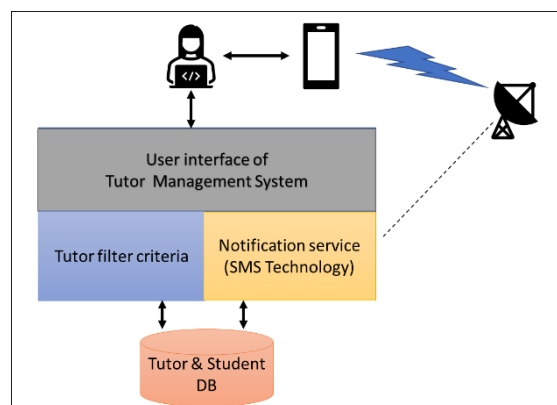 </>
User interface of
Tutor Management System
Tutor filter criteria
Notification service
(SMS Technology)
Tutor & Student
DB